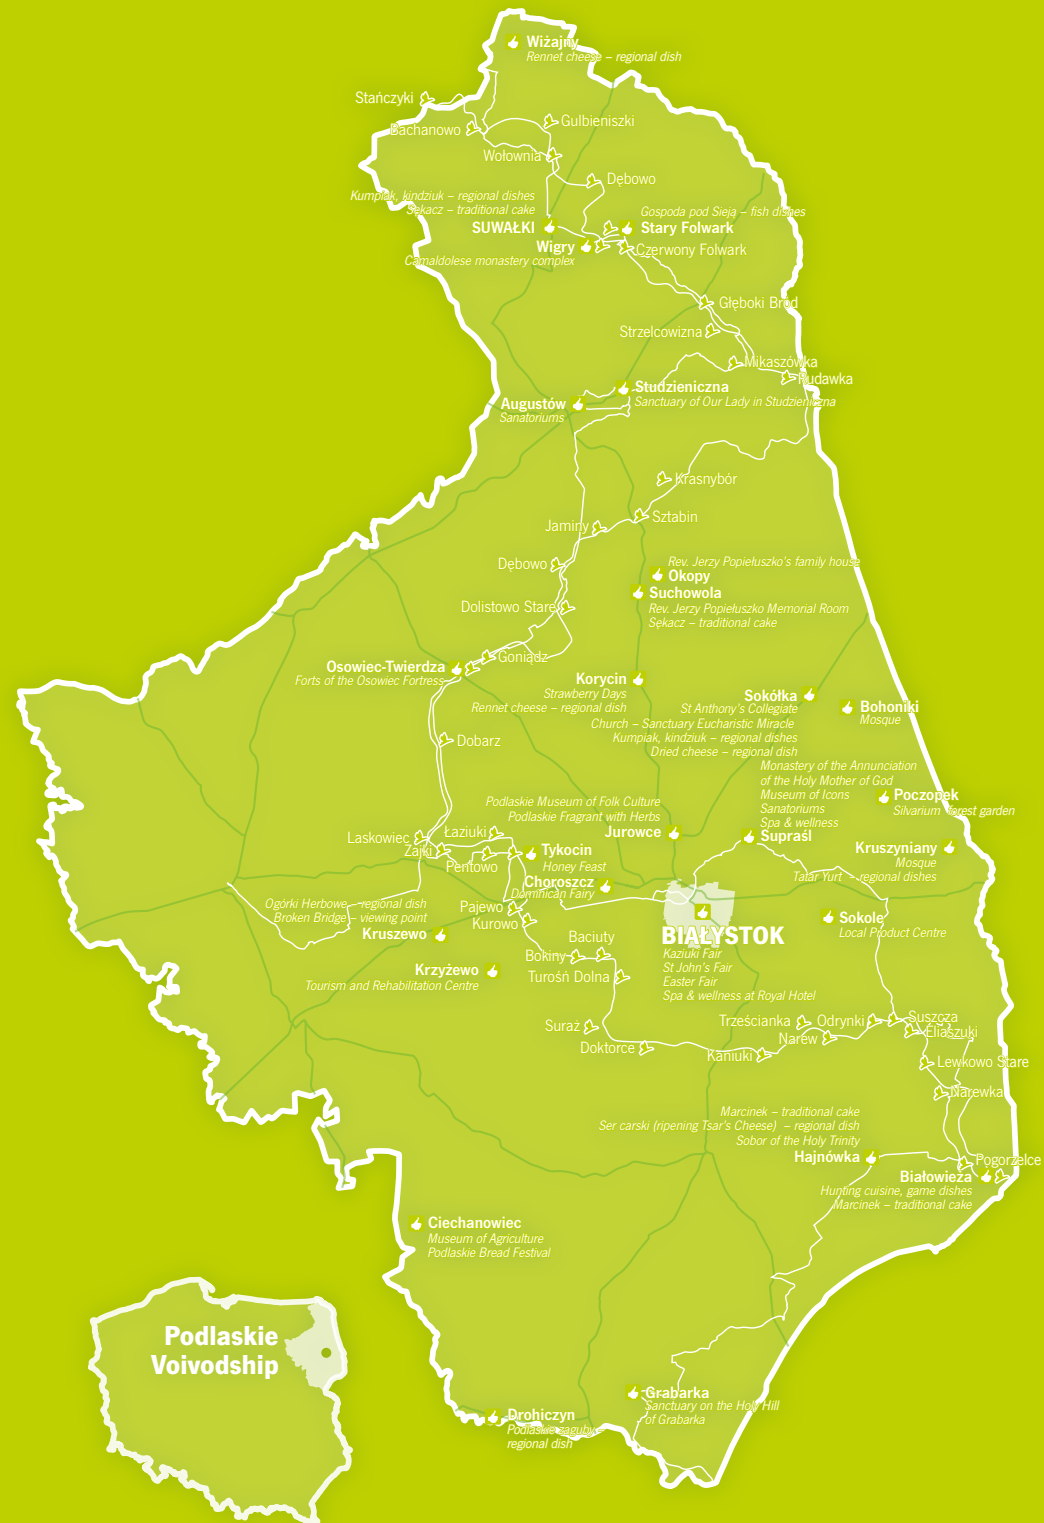 Wiżajny
Rennet cheese – regional dish
Stańczyki
Bachanowo
Gulbieniszki
Wołownia
Dębowo
Kumpiak, kindziuk – regional dishes
Sękacz – traditional cake
SUWAŁKI
Gospoda pod Sieją – fish dishes
Stary Folwark
Wigry
Camaldolese monastery complex
Czerwony Folwark
Głęboki Bród
Strzelcowizna
Mikaszówka
Rudawka
Studzieniczna
Sanctuary of Our Lady in Studzieniczna
Augustów
Sanatoriums
Krasnybór
Sztabin
Jaminy
Dębowo
Rev. Jerzy Popiełuszko's family house
Okopy
Suchowola
Rev. Jerzy Popiełuszko Memorial Room
Sękacz – traditional cake
Dolistowo Stare
Goniądz
Osowiec-Twierdza
Forts of the Osowiec Fortress
Korycin
Strawberry Days
Rennet cheese – regional dish
Sokółka
St Anthony's Collegiate
Church – Sanctuary Eucharistic Miracle
Kumpiak, kindziuk – regional dishes
Dried cheese – regional dish
Bohoniki
Mosque
Dobarz
Monastery of the Annunciation
of the Holy Mother of God
Museum of Icons
Sanatoriums
Spa & wellness
Supraśl
Poczopek
Silvarium forest garden
Podlaskie Museum of Folk Culture
Podlaskie Fragrant with Herbs
Jurowce
Laskowiec
Łaziuki
Zajki
Pentowo
Tykocin
Honey Feast
Kruszyniany
Mosque
Tatar Yurt – regional dishes
Choroszcz
Dominican Fairy
Ogórki Herbowe – regional dish
Broken Bridge – viewing point
Kruszewo
Pajewo
Kurowo
Sokole
Local Product Centre
BIAŁYSTOK
Kaziuki Fair
St John's Fair
Easter Fair
Spa & wellness at Royal Hotel
Baciuty
Bokiny
Turośń Dolna
Krzyżewo
Tourism and Rehabilitation Centre
Suraż
Doktorce
Trześcianka
Odrynki
Suszcza
Eliaszuki
Narew
Kaniuki
Lewkowo Stare
Narewka
Marcinek – traditional cake
Ser carski (ripening Tsar's Cheese) – regional dish
Sobor of the Holy Trinity
Hajnówka
Pogorzelce
Białowieża
Hunting cuisine, game dishes
Marcinek – traditional cake
Ciechanowiec
Museum of Agriculture
Podlaskie Bread Festival
Podlaskie
Voivodship
Grabarka
Sanctuary on the Holy Hill
of Grabarka
Drohiczyn
Podlaskie zaguby –
regional dish